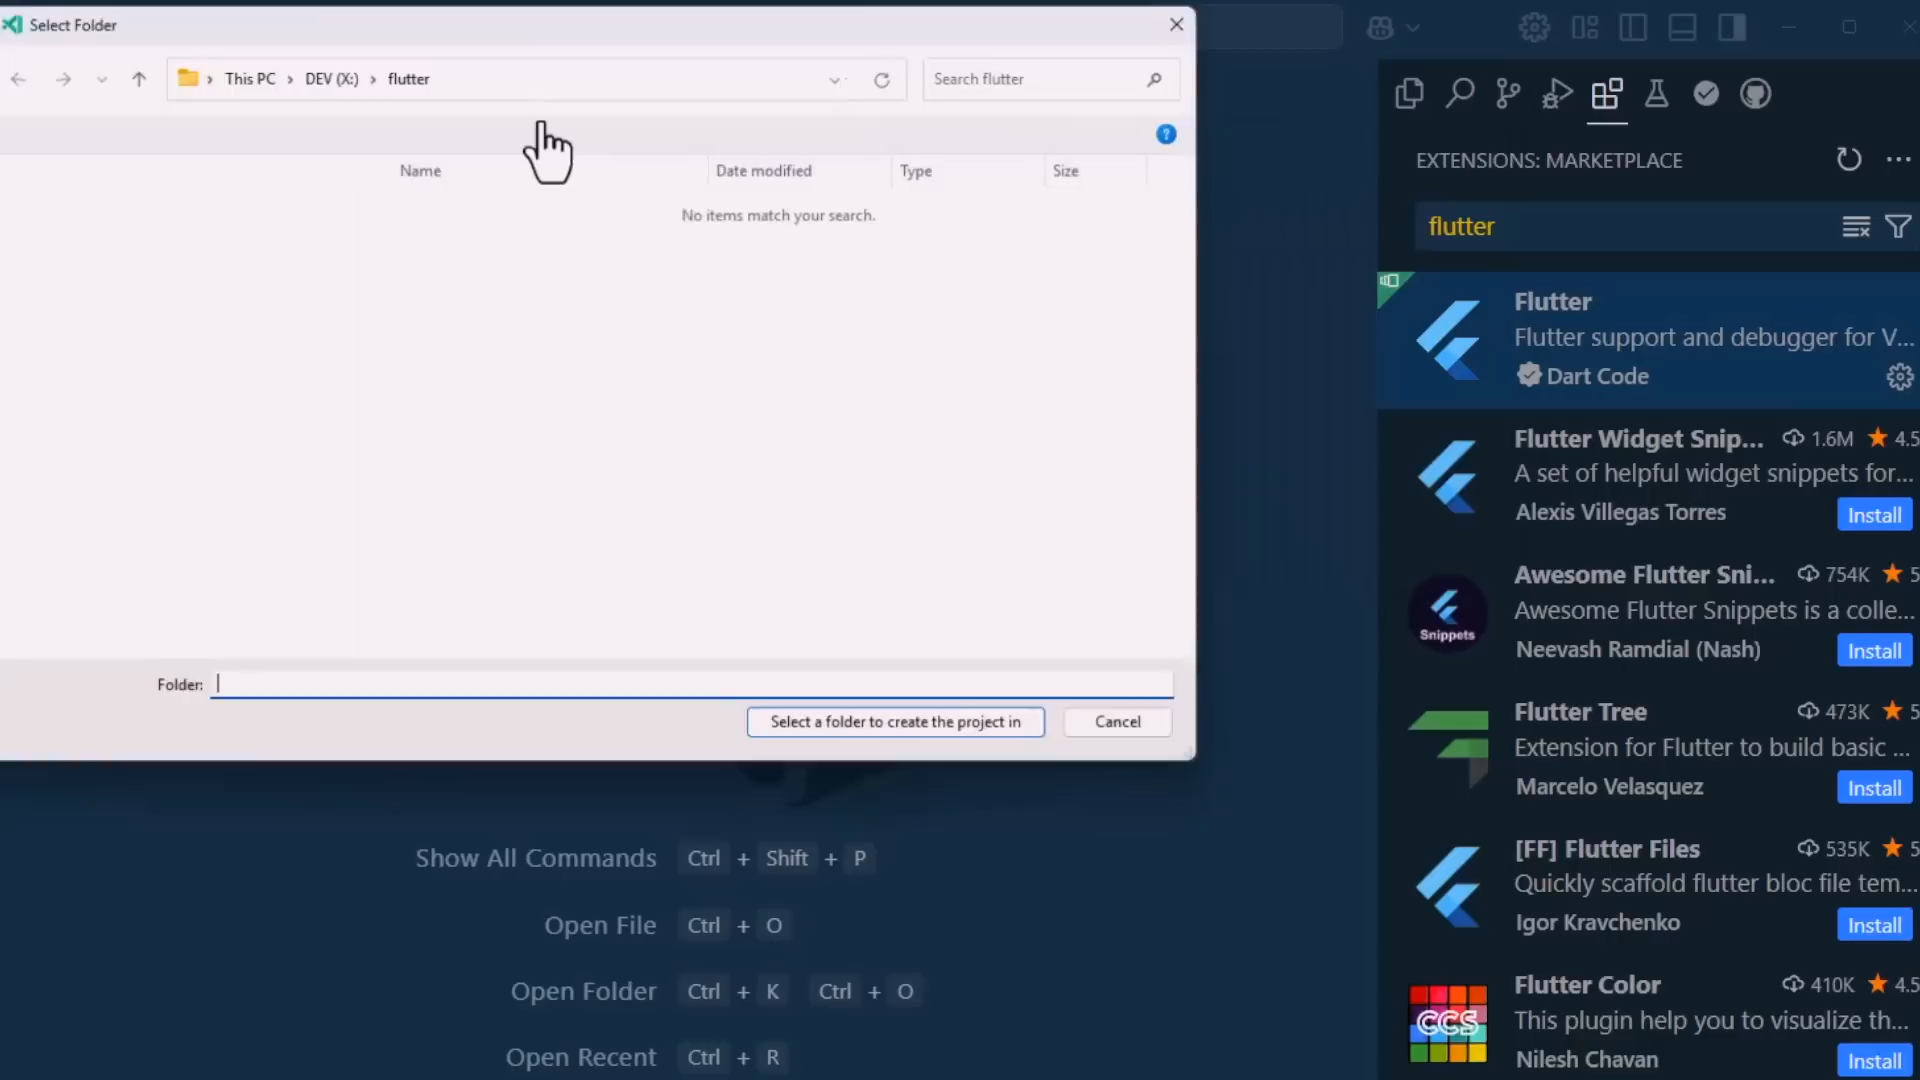 Select Folder
This PC > DEV (X:) > flutter
Search flutter
?
Name
Date modified
Type
Size
No items match your search.
Folder:
Select a folder to create the project in
Cancel
Show All Commands Ctrl + Shift + P
Open File Ctrl + O
Open Folder Ctrl + K Ctrl + O
Open Recent Ctrl + R
EXTENSIONS: MARKETPLACE
flutter
Flutter
Flutter support and debugger for V...
Dart Code
Flutter Widget Snip... 1.6M 4.5
A set of helpful widget snippets for...
Alexis Villegas Torres
Install
Snippets
Awesome Flutter Sni... 754K 5
Awesome Flutter Snippets is a colle...
Neevash Ramdial (Nash)
Install
Flutter Tree 473K 5
Extension for Flutter to build basic ...
Marcelo Velasquez
Install
[FF] Flutter Files 535K 5
Quickly scaffold flutter bloc file tem...
Igor Kravchenko
Install
CCS
Flutter Color 410K 4.5
This plugin help you to visualize th...
Nilesh Chavan
Install